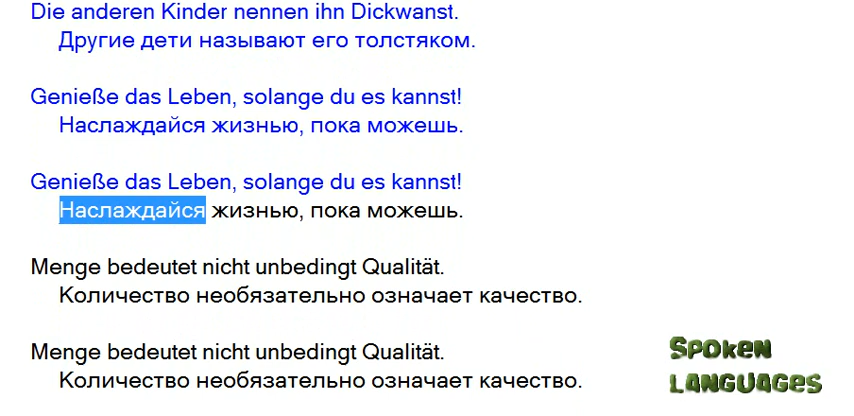 Die anderen Kinder nennen ihn Dickwanst.
Другие дети называют его толстяком.
Genieße das Leben, solange du es kannst!
Наслаждайся жизнью, пока можешь.
Genieße das Leben, solange du es kannst!
Наслаждайся жизнью, пока можешь.
Menge bedeutet nicht unbedingt Qualität.
Количество необязательно означает качество.
Menge bedeutet nicht unbedingt Qualität.
Количество необязательно означает качество.
Spoken
Languages